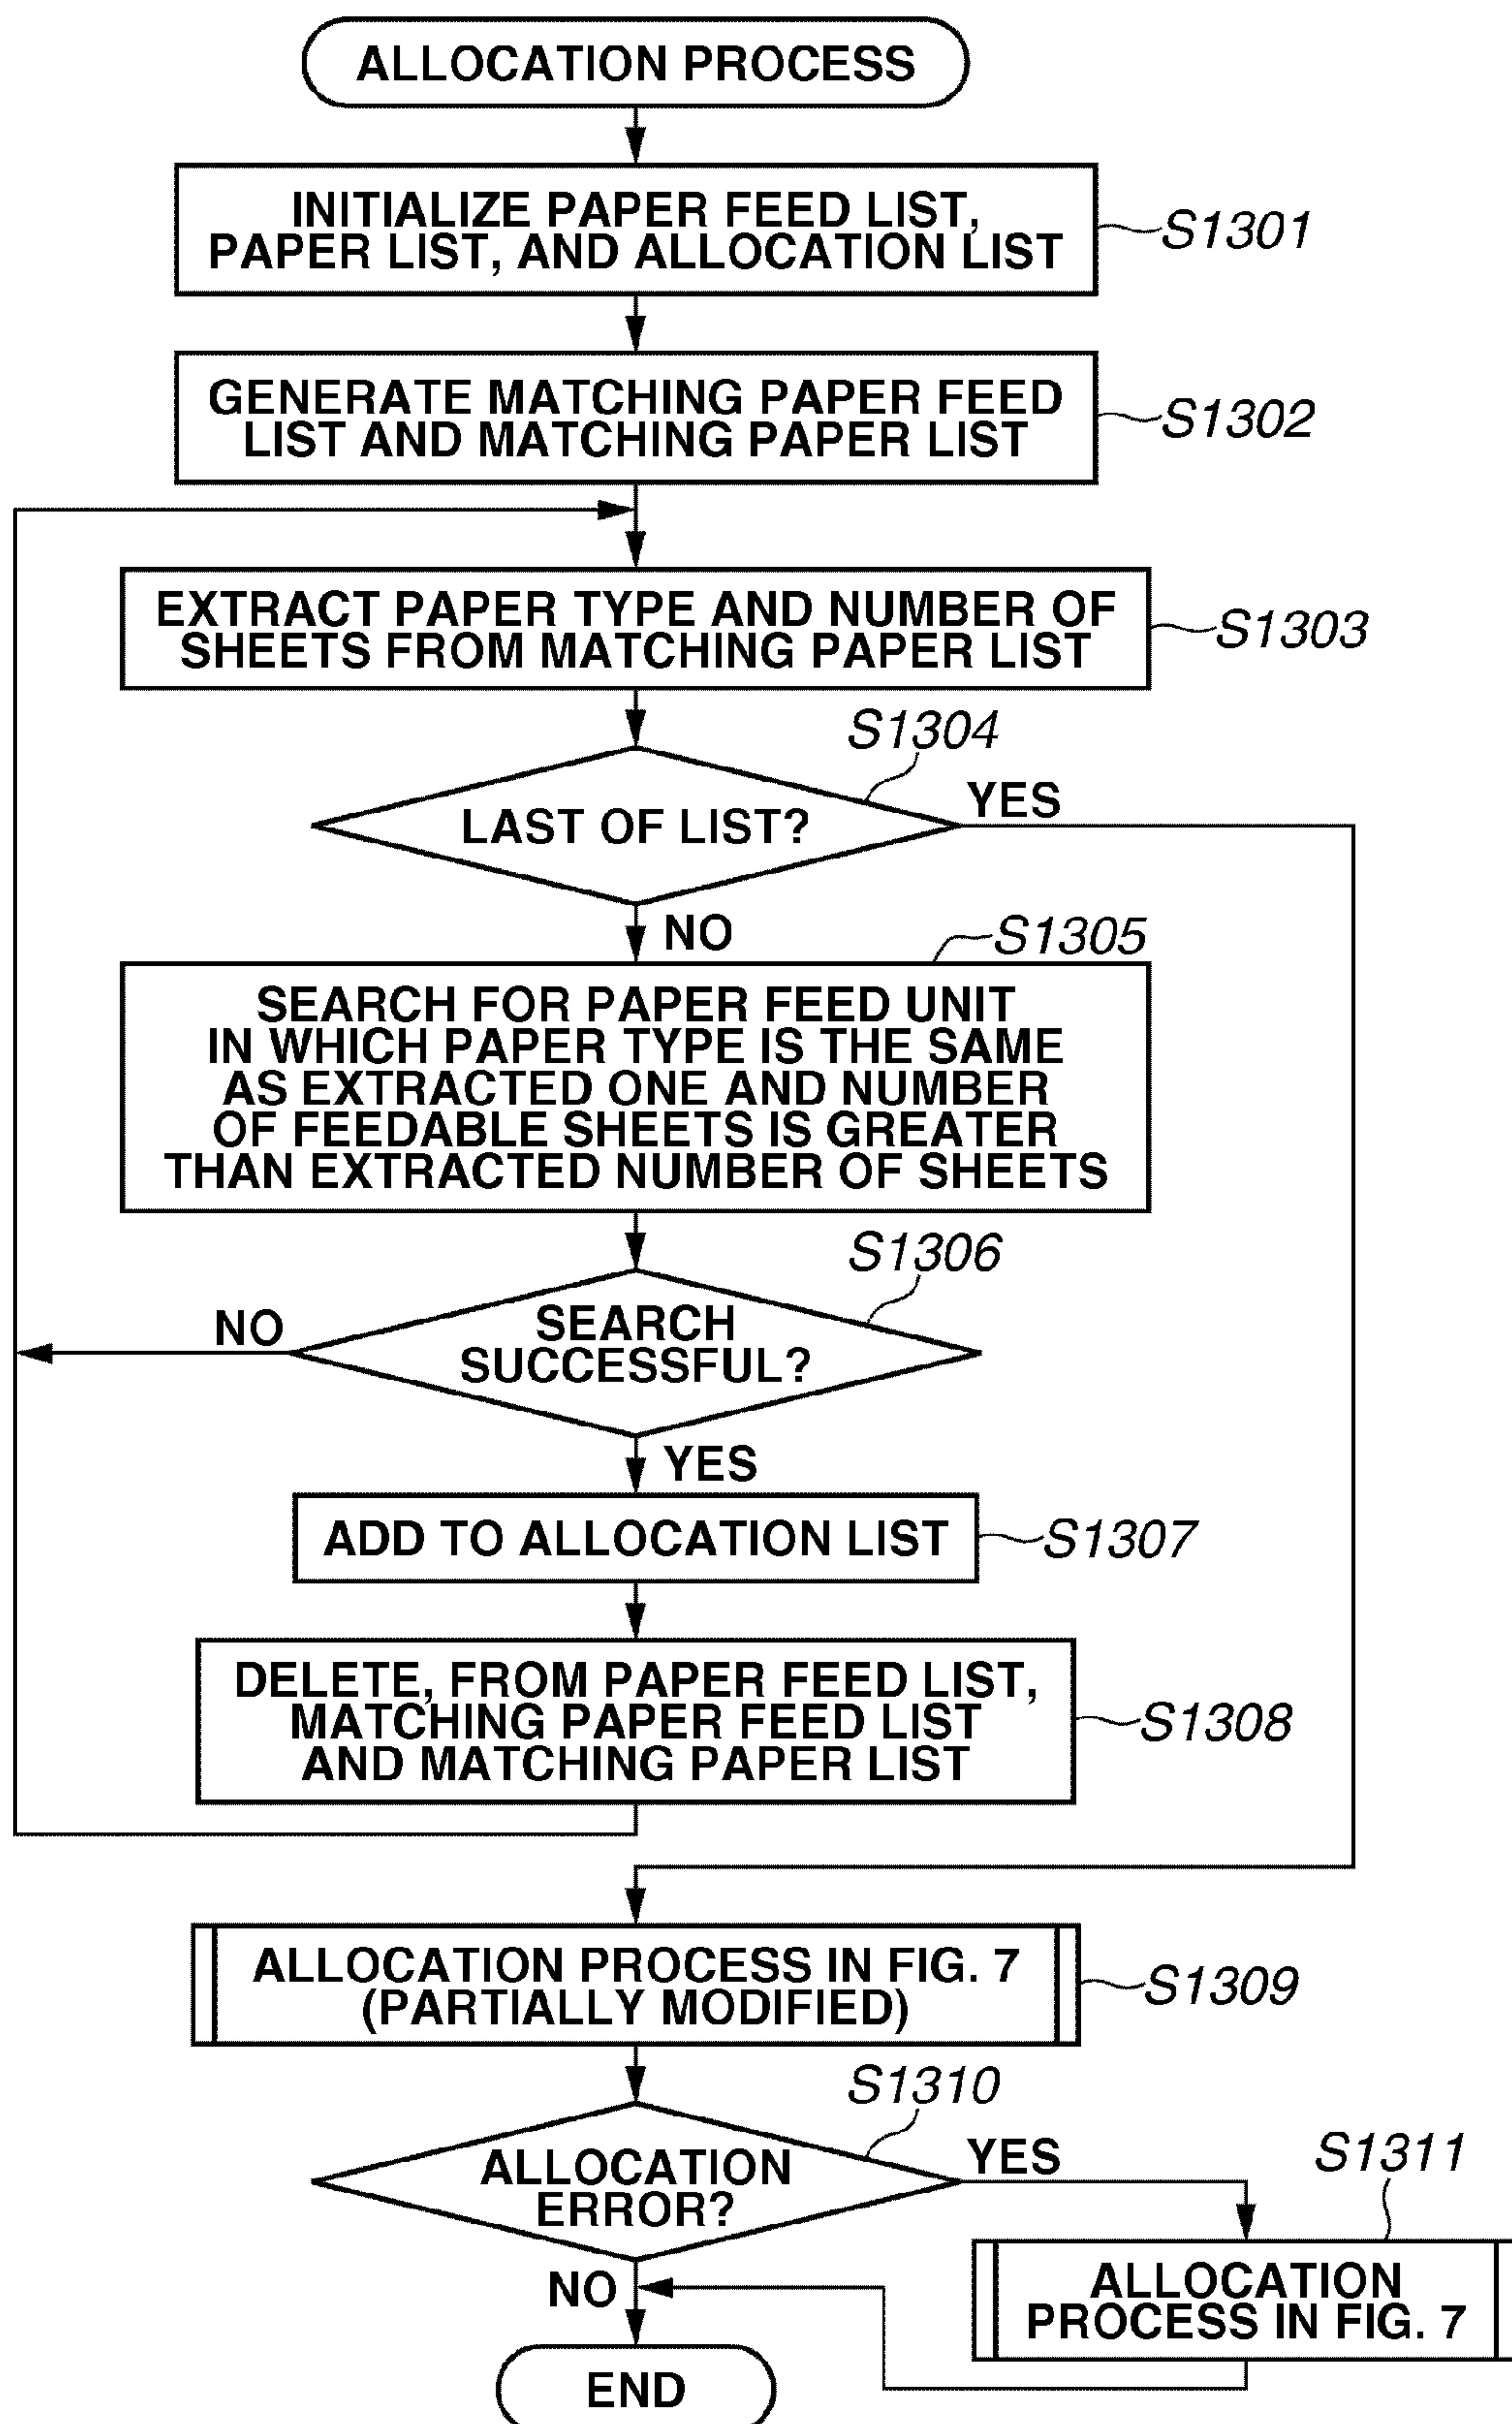 ALLOCATION PROCESS
INITIALIZE PAPER FEED LIST,
PAPER LIST, AND ALLOCATION LIST
S1301
GENERATE MATCHING PAPER FEED
LIST AND MATCHING PAPER LIST
S1302
EXTRACT PAPER TYPE AND NUMBER OF
SHEETS FROM MATCHING PAPER LIST
S1303
S1304
LAST OF LIST?
YES
NO
S1305
SEARCH FOR PAPER FEED UNIT
IN WHICH PAPER TYPE IS THE SAME
AS EXTRACTED ONE AND NUMBER
OF FEEDABLE SHEETS IS GREATER
THAN EXTRACTED NUMBER OF SHEETS
S1306
SEARCH
SUCCESSFUL?
NO
YES
ADD TO ALLOCATION LIST
S1307
DELETE, FROM PAPER FEED LIST,
MATCHING PAPER FEED LIST
AND MATCHING PAPER LIST
S1308
ALLOCATION PROCESS IN FIG. 7
(PARTIALLY MODIFIED)
S1309
S1310
ALLOCATION
ERROR?
YES
S1311
ALLOCATION
PROCESS IN FIG. 7
NO
END